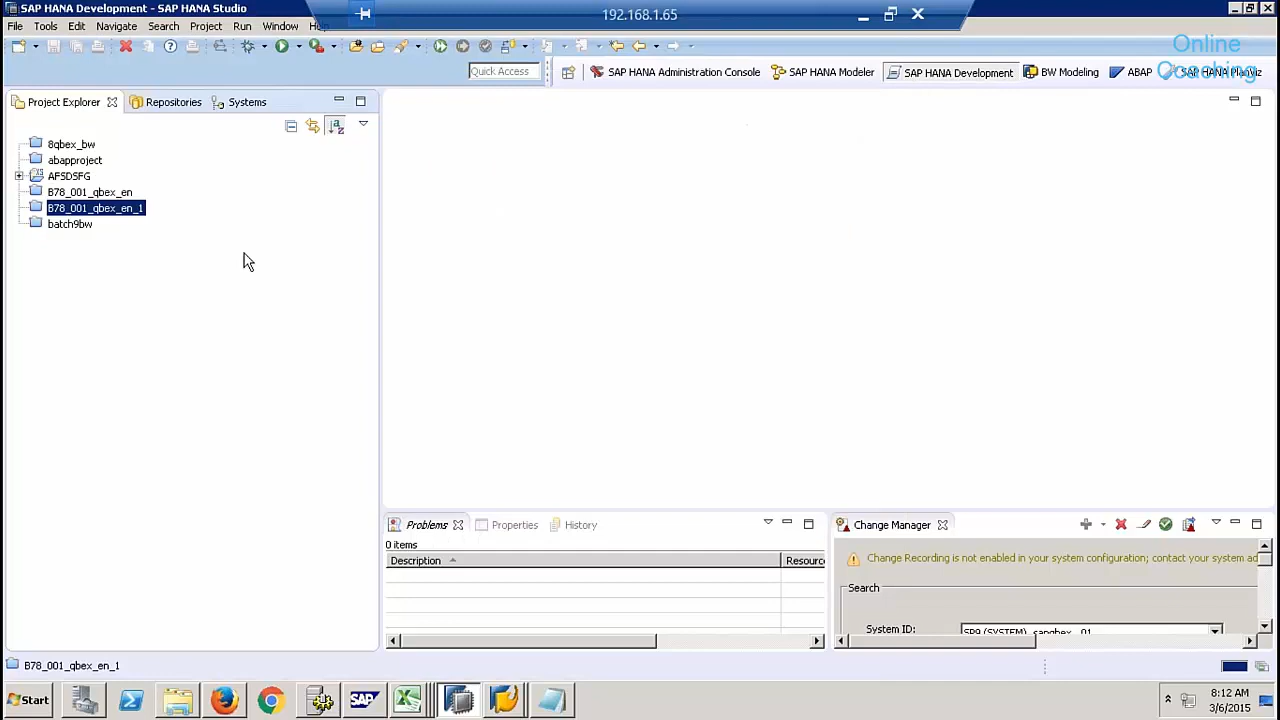 SAP HANA Development - SAP HANA Studio
192.168.1.65
File Tools Edit Navigate Search Project Run Window
Online
Coaching
Quick Access
SAP HANA Administration Console
SAP HANA Modeler
SAP HANA Development
BW Modeling
ABAP
Project Explorer
Repositories
Systems
8qbex_bw
abapproject
AFSDSFG
B78_001_qbex_en
B78_001_qbex_en_1
batch9bw
Problems
Properties
History
0 items
Description
Resourc
Change Manager
Change Recording is not enabled in your system configuration; contact your system ad
Search
System ID:
B78_001_qbex_en_1
Start
8:12 AM
3/6/2015